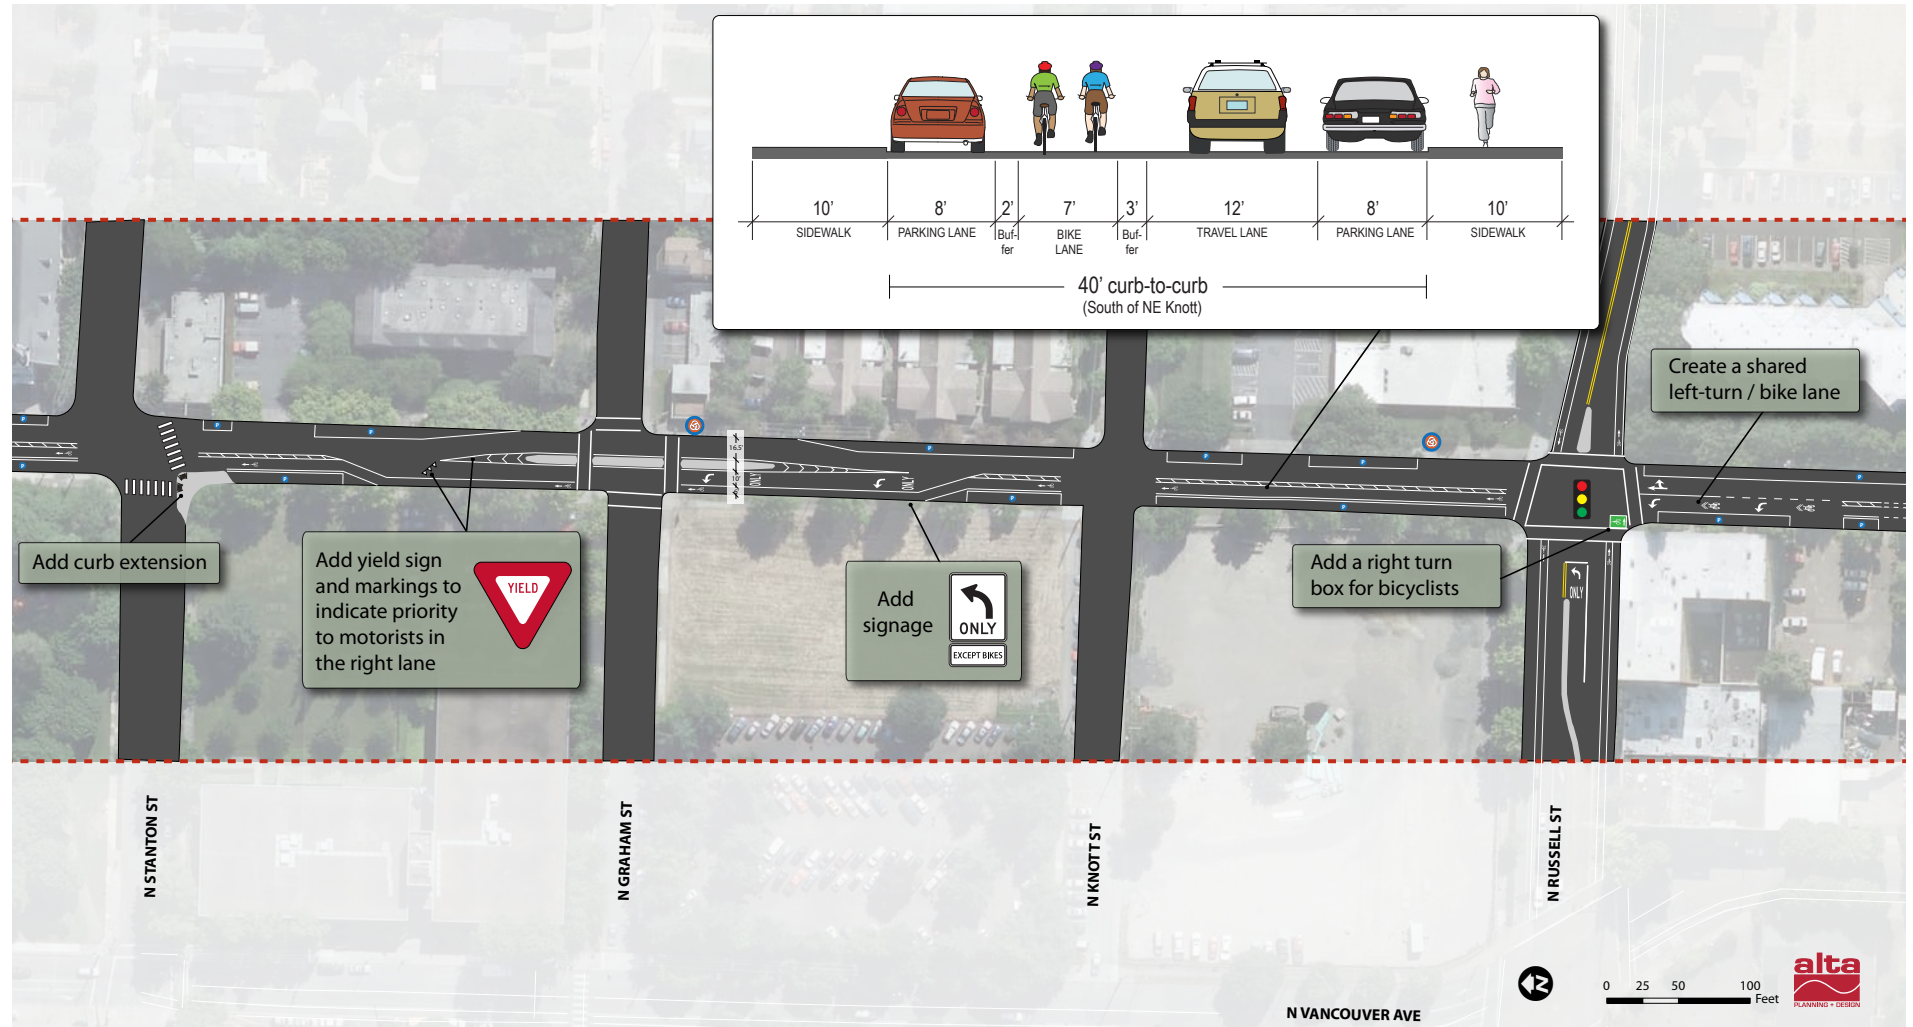 10'
8'
2'
7'
3'
12'
8'
10'
SIDEWALK
PARKING LANE
Buf-
fer
BIKE
LANE
Buf-
fer
TRAVEL LANE
PARKING LANE
SIDEWALK
40' curb-to-curb
(South of NE Knott)
Create a shared
left-turn / bike lane
16.5'
10'
ONLY
ONLY
Add curb extension
Add yield sign
and markings to
indicate priority
to motorists in
the right lane
YIELD
Add
signage
ONLY
EXCEPT BIKES
Add a right turn
box for bicyclists
ONLY
N STANTON ST
N GRAHAM ST
N KNOTT ST
N RUSSELL ST
N VANCOUVER AVE
N
0 25 50 100
Feet
alta
PLANNING + DESIGN